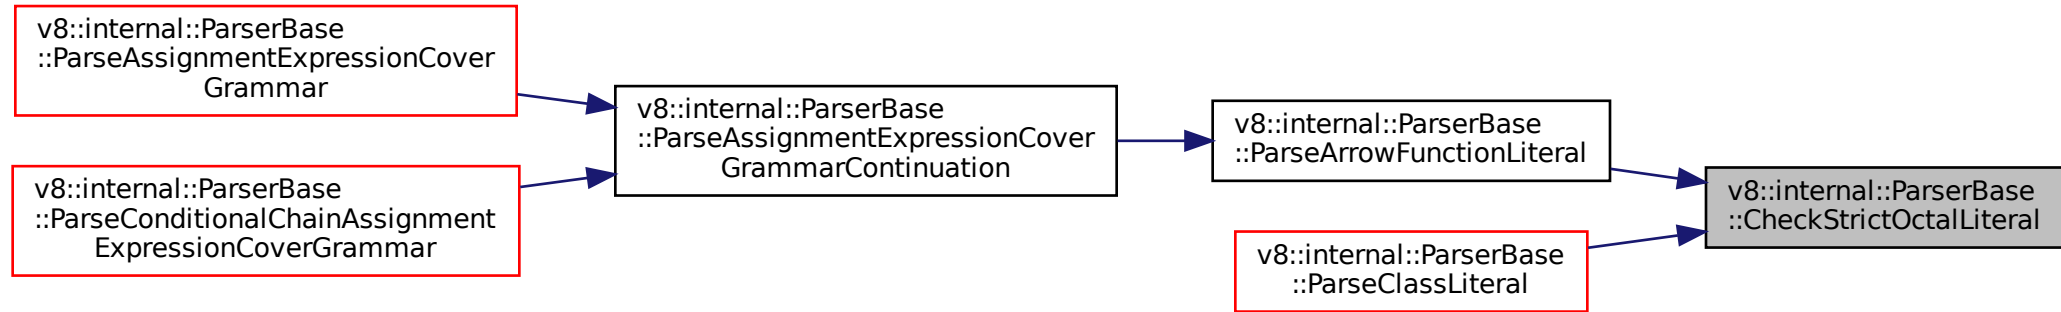 v8::internal::ParserBase
::ParseAssignmentExpressionCover
Grammar
v8::internal::ParserBase
::ParseConditionalChainAssignment
ExpressionCoverGrammar
v8::internal::ParserBase
::ParseAssignmentExpressionCover
GrammarContinuation
v8::internal::ParserBase
::ParseArrowFunctionLiteral
v8::internal::ParserBase
::ParseClassLiteral
v8::internal::ParserBase
::CheckStrictOctalLiteral